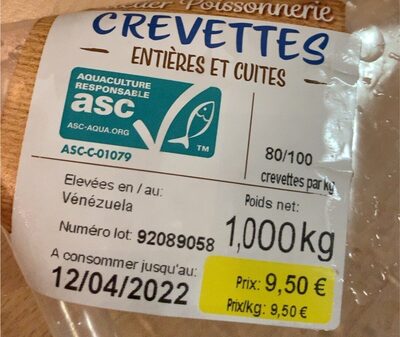 Poissonnerie
CREVETTES
ENTIÈRES ET CUITES
AQUACULTURE
RESPONSABLE
asc
ASC-AQUA.ORG
TM
ASC-C-01079
80/100
crevettes par kg
Elevées en / au:
Vénézuela
Poids net:
1,000kg
Numéro lot: 92089058
A consommer jusqu'au:
12/04/2022
Prix: 9,50 €
Prix/kg: 9,50 €